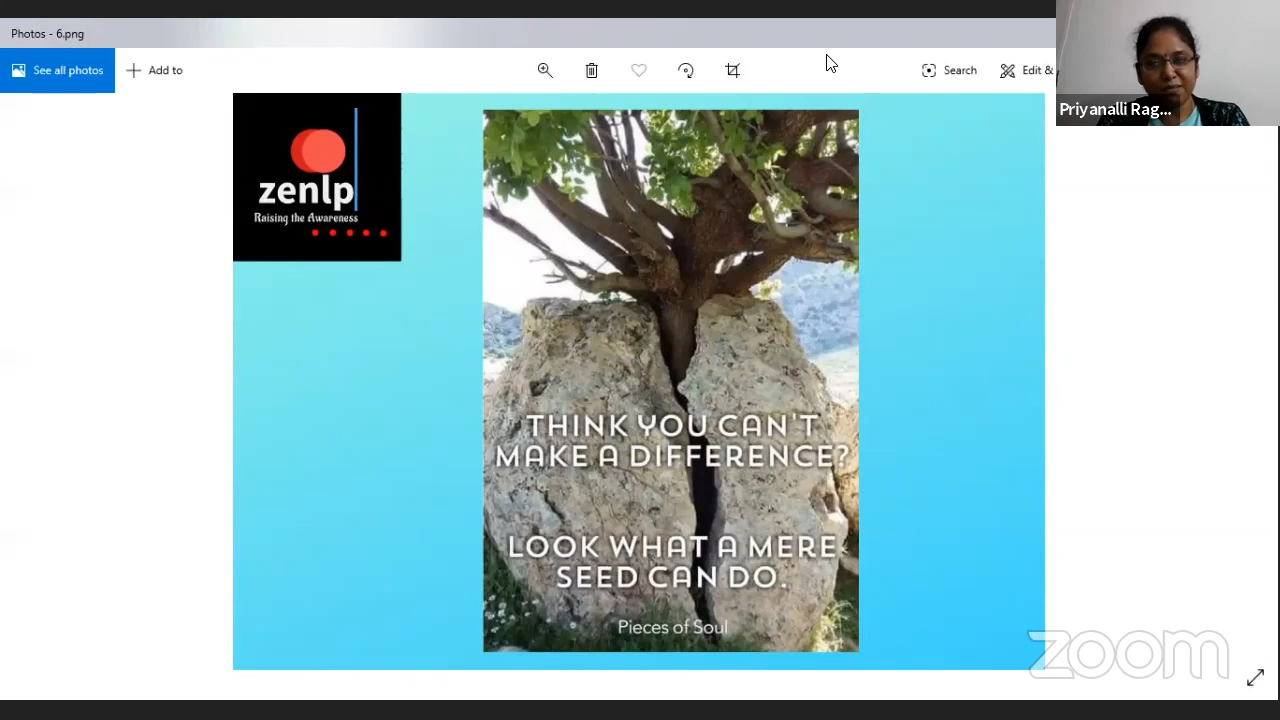 Photos - 6.png
See all photos
Add to
Search
Edit &
Priyanalli Rag...
zenlp
Raising the Awareness
THINK YOU CAN'T
MAKE A DIFFERENCE?
LOOK WHAT A MERE
SEED CAN DO.
Pieces of Soul
zoom